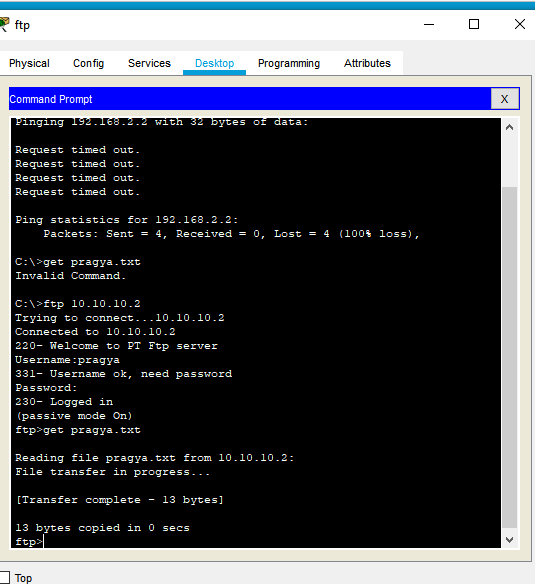 ftp
Physical Config Services Desktop Programming Attributes
Command Prompt X
Pinging 192.168.2.2 with 32 bytes of data:
Request timed out.
Request timed out.
Request timed out.
Request timed out.
Ping statistics for 192.168.2.2:
Packets: Sent = 4, Received = 0, Lost = 4 (100% loss),
C:\>get pragya.txt
Invalid Command.
C:\>ftp 10.10.10.2
Trying to connect...10.10.10.2
Connected to 10.10.10.2
220- Welcome to PT Ftp server
Username:pragya
331- Username ok, need password
Password:
230- Logged in
(passive mode On)
ftp>get pragya.txt
Reading file pragya.txt from 10.10.10.2:
File transfer in progress...
[Transfer complete - 13 bytes]
13 bytes copied in 0 secs
ftp>
Top